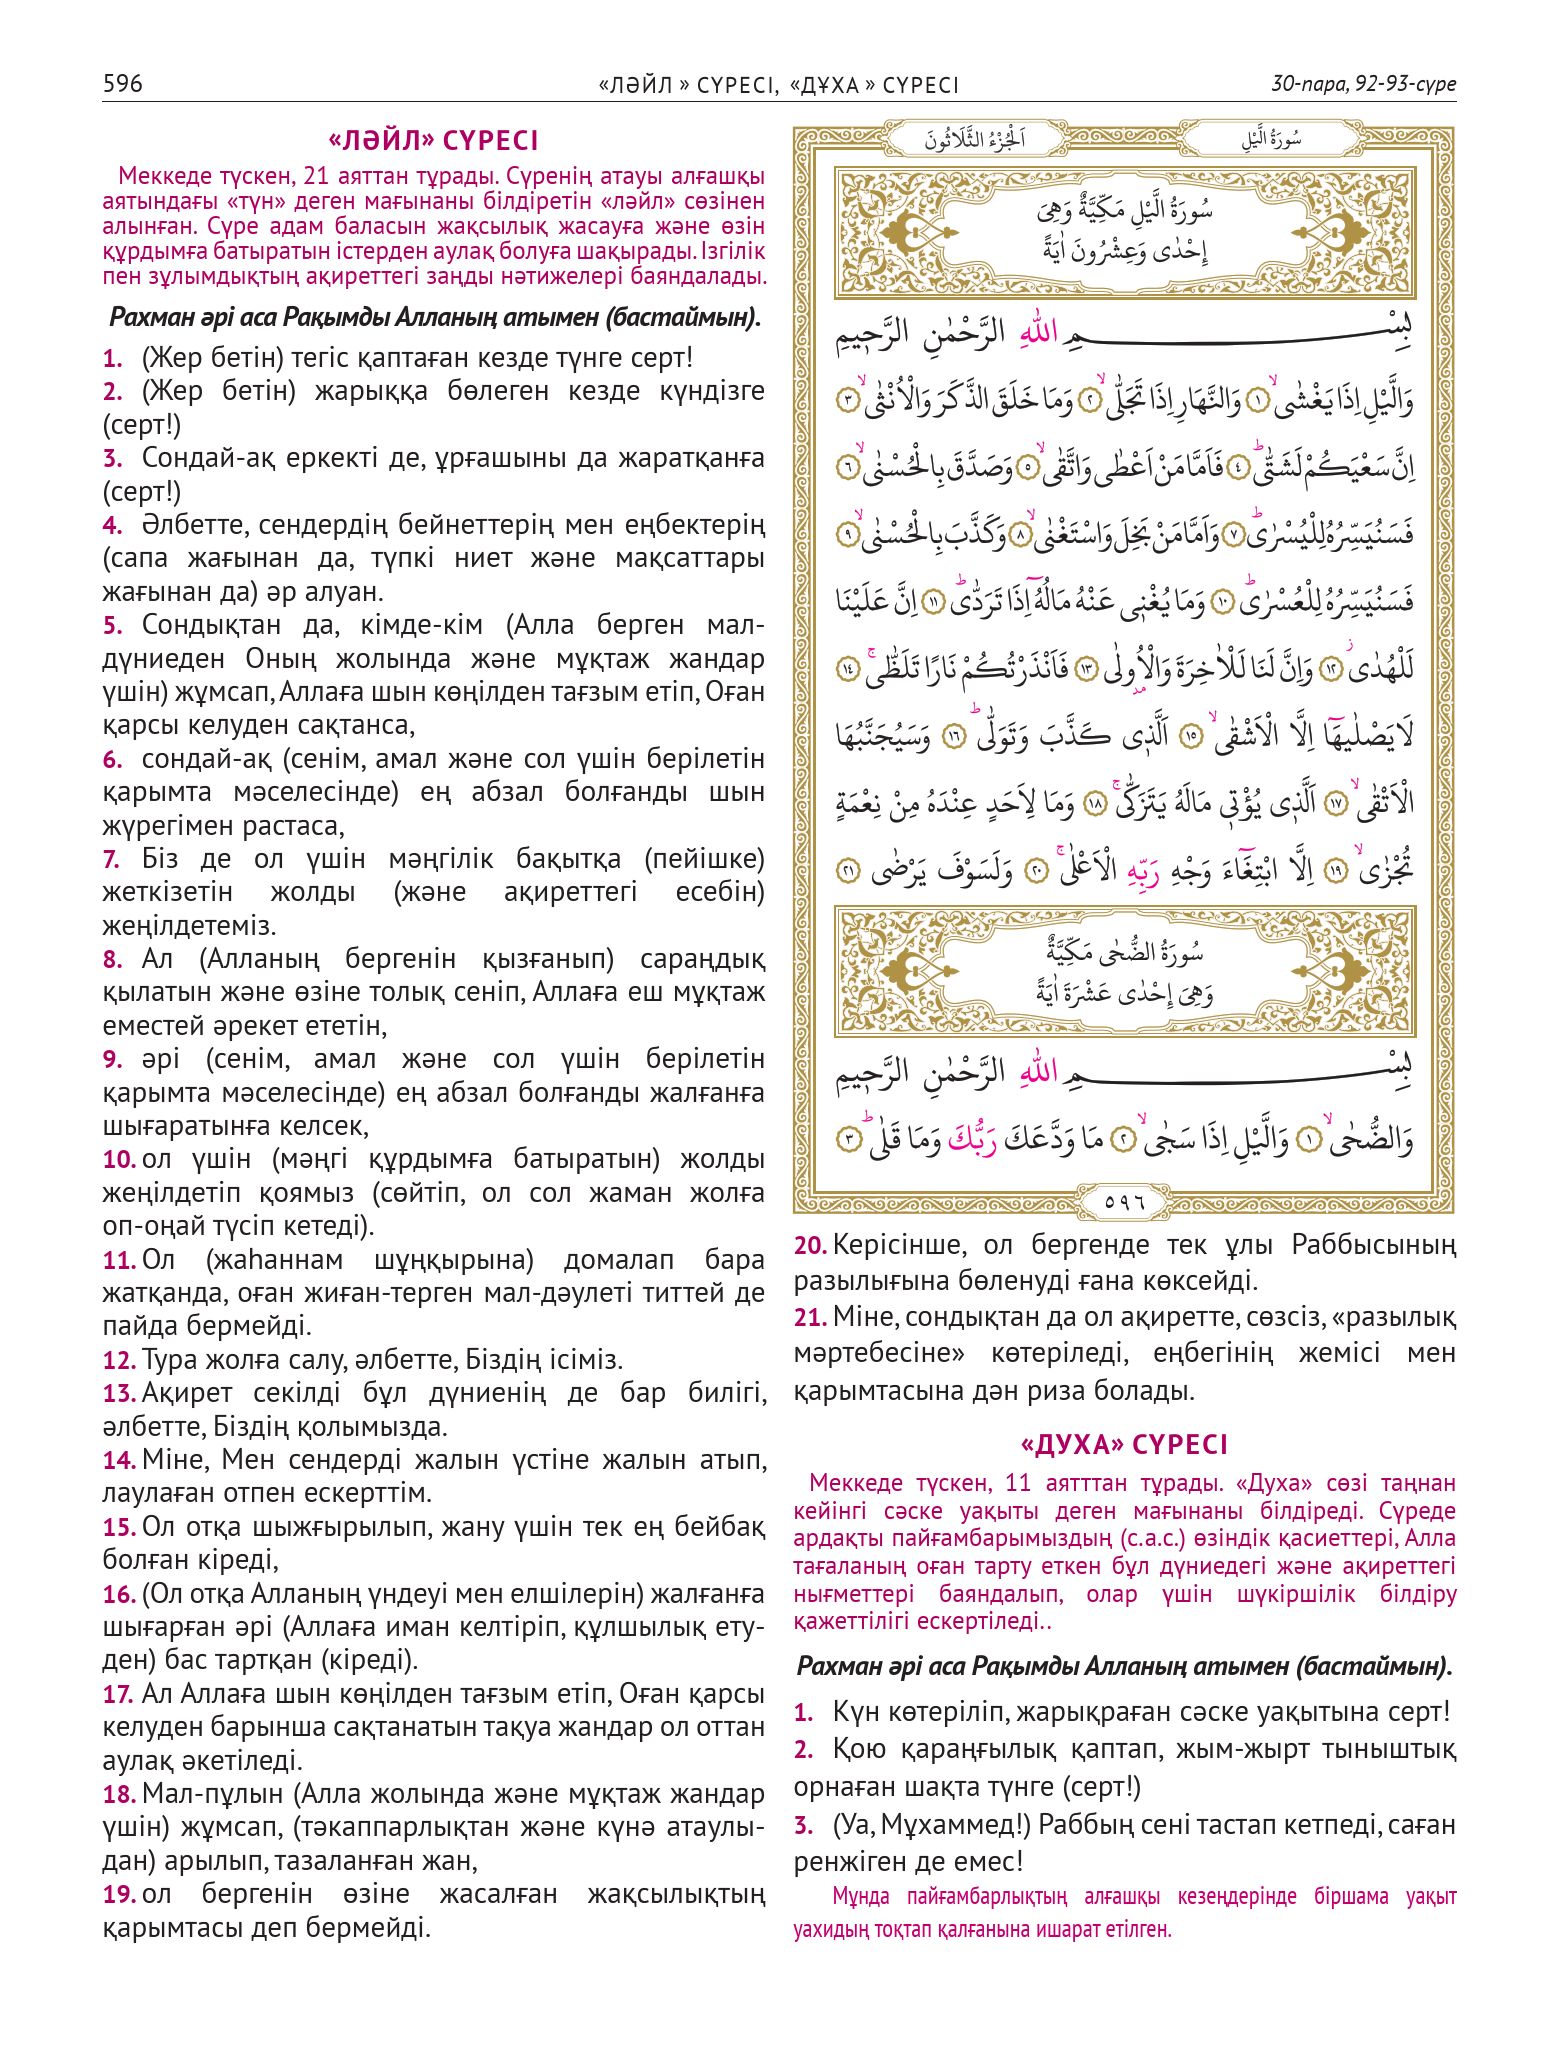 596
«ЛӘЙЛ » СҮРЕСІ, «ДҰХА » СҮРЕСІ
30-пара, 92-93-сүре
«ЛӘЙЛ» СҮРЕСІ
Меккеде түскен, 21 аяттан тұрады. Сүренің атауы алғашқы
аятындағы «түн» деген мағынаны білдіретін «ләйл» сөзінен
алынған. Сүре адам баласын жақсылық жасауға және өзін
құрдымға батыратын істерден аулақ болуға шақырады. Ізгілік
пен зұлымдықтың ақиреттегі заңды нәтижелері баяндалады.
Рахман әрі аса Рақымды Алланың атымен (бастаймын).
1. (Жер бетін) тегіс қаптаған кезде түнге серт!
2. (Жер бетін) жарыққа бөлеген кезде күндізге
(серт!)
3. Сондай-ақ еркекті де, ұрғашыны да жаратқанға
(серт!)
4. Әлбетте, сендердің бейнеттерің мен еңбектерің
(сапа жағынан да, түпкі ниет және мақсаттары
жағынан да) әр алуан.
5. Сондықтан да, кімде-кім (Алла берген мал-
дүниеден Оның жолында және мұқтаж жандар
үшін) жұмсап, Аллаға шын көңілден тағзым етіп, Оған
қарсы келуден сақтанса,
6. сондай-ақ (сенім, амал және сол үшін берілетін
қарымта мәселесінде) ең абзал болғанды шын
жүрегімен растаса,
7. Біз де ол үшін мәңгілік бақытқа (пейішке)
жеткізетін жолды (және ақиреттегі есебін)
жеңілдетеміз.
8. Ал (Алланың бергенін қызғанып) сараңдық
қылатын және өзіне толық сеніп, Аллаға еш мұқтаж
еместей әрекет ететін,
9. әрі (сенім, амал және сол үшін берілетін
қарымта мәселесінде) ең абзал болғанды жалғанға
шығаратынға келсек,
10. ол үшін (мәңгі құрдымға батыратын) жолды
жеңілдетіп қоямыз (сөйтіп, ол сол жаман жолға
оп-оңай түсіп кетеді).
11. Ол (жаһаннам шұңқырына) домалап бара
жатқанда, оған жиған-терген мал-дәулеті титтей де
пайда бермейді.
12. Тура жолға салу, әлбетте, Біздің ісіміз.
13. Ақирет секілді бұл дүниенің де бар билігі,
әлбетте, Біздің қолымызда.
14. Міне, Мен сендерді жалын үстіне жалын атып,
лаулаған отпен ескерттім.
15. Ол отқа шыжғырылып, жану үшін тек ең бейбақ
болған кіреді,
16. (Ол отқа Алланың үндеуі мен елшілерін) жалғанға
шығарған әрі (Аллаға иман келтіріп, құлшылық ету-
ден) бас тартқан (кіреді).
17. Ал Аллаға шын көңілден тағзым етіп, Оған қарсы
келуден барынша сақтанатын тақуа жандар ол оттан
аулақ әкетіледі.
18. Мал-пұлын (Алла жолында және мұқтаж жандар
үшін) жұмсап, (тәкаппарлықтан және күнә атаулы-
дан) арылып, тазаланған жан,
19. ол бергенін өзіне жасалған жақсылықтың
қарымтасы деп бермейді.
سُورَةُ الَّيْلِ
اَلْجُزْءُ الثَّلَاثُونَ
سُورَةُ الَّيْلِ مَكِّيَّةٌ وَهِيَ
إِحْدٰى وَعِشْرُونَ اٰيَةً
بِسْمِ اللّٰهِ الرَّحْمٰنِ الرَّحٖيمِ
وَالَّيْلِ اِذَا يَغْشٰىۙ ﴿١﴾ وَالنَّهَارِ اِذَا تَجَلّٰىۙ ﴿٢﴾ وَمَا خَلَقَ الذَّكَرَ وَالْاُنْثٰىۙ ﴿٣﴾
اِنَّ سَعْيَكُمْ لَشَتّٰىؕ ﴿٤﴾ فَاَمَّا مَنْ اَعْطٰى وَاتَّقٰىۙ ﴿٥﴾ وَصَدَّقَ بِالْحُسْنٰىۙ ﴿٦﴾
فَسَنُيَسِّرُهُ لِلْيُسْرٰىؕ ﴿٧﴾ وَاَمَّا مَنْ بَخِلَ وَاسْتَغْنٰىۙ ﴿٨﴾ وَكَذَّبَ بِالْحُسْنٰىۙ ﴿٩﴾
فَسَنُيَسِّرُهُ لِلْعُسْرٰىؕ ﴿١٠﴾ وَمَا يُغْنٖى عَنْهُ مَالُهُٓ اِذَا تَرَدّٰىؕ ﴿١١﴾ اِنَّ عَلَيْنَا
لَلْهُدٰىؗ ﴿١٢﴾ وَاِنَّ لَنَا لَلْاٰخِرَةَ وَالْاُولٰى ﴿١٣﴾ فَاَنْذَرْتُكُمْ نَارًا تَلَظّٰىۚ ﴿١٤﴾
لَا يَصْلٰيهَٓا اِلَّا الْاَشْقٰىۙ ﴿١٥﴾ اَلَّذٖى كَذَّبَ وَتَوَلّٰىؕ ﴿١٦﴾ وَسَيُجَنَّبُهَا
الْاَتْقٰىۙ ﴿١٧﴾ اَلَّذٖى يُؤْتٖى مَالَهُ يَتَزَكّٰىۚ ﴿١٨﴾ وَمَا لِاَحَدٍ عِنْدَهُ مِنْ نِعْمَةٍ
تُجْزٰىۙ ﴿١٩﴾ اِلَّا ابْتِغَٓاءَ وَجْهِ رَبِّهِ الْاَعْلٰىۚ ﴿٢٠﴾ وَلَسَوْفَ يَرْضٰى ﴿٢١﴾
سُورَةُ الضُّحٰى مَكِّيَّةٌ
وَهِيَ إِحْدٰى عَشْرَةَ اٰيَةً
بِسْمِ اللّٰهِ الرَّحْمٰنِ الرَّحٖيمِ
وَالضُّحٰىۙ ﴿١﴾ وَالَّيْلِ اِذَا سَجٰىۙ ﴿٢﴾ مَا وَدَّعَكَ رَبُّكَ وَمَا قَلٰىؕ ﴿٣﴾
٥٩٦
20. Керісінше, ол бергенде тек ұлы Раббысының
разылығына бөленуді ғана көксейді.
21. Міне, сондықтан да ол ақиретте, сөзсіз, «разылық
мәртебесіне» көтеріледі, еңбегінің жемісі мен
қарымтасына дән риза болады.
«ДУХА» СҮРЕСІ
Меккеде түскен, 11 аятттан тұрады. «Духа» сөзі таңнан
кейінгі сәске уақыты деген мағынаны білдіреді. Сүреде
ардақты пайғамбарымыздың (с.а.с.) өзіндік қасиеттері, Алла
тағаланың оған тарту еткен бұл дүниедегі және ақиреттегі
нығметтері баяндалып, олар үшін шүкіршілік білдіру
қажеттілігі ескертіледі..
Рахман әрі аса Рақымды Алланың атымен (бастаймын).
1. Күн көтеріліп, жарықраған сәске уақытына серт!
2. Қою қараңғылық қаптап, жым-жырт тыныштық
орнаған шақта түнге (серт!)
3. (Уа, Мұхаммед!) Раббың сені тастап кетпеді, саған
ренжіген де емес!
Мұнда пайғамбарлықтың алғашқы кезеңдерінде біршама уақыт
уахидың тоқтап қалғанына ишарат етілген.